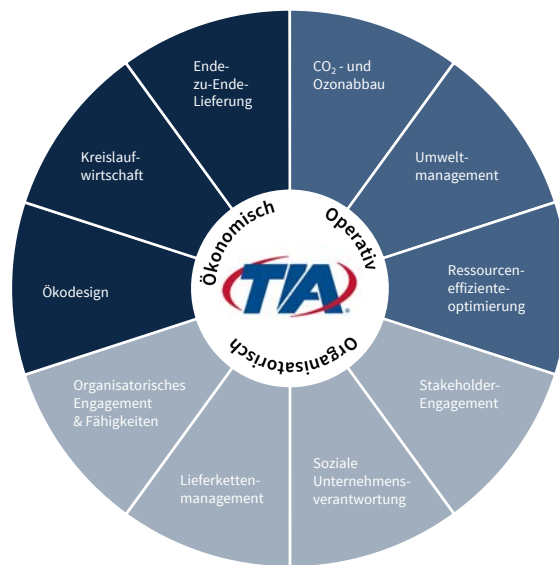 Ende-
zu-Ende-
Lieferung
CO₂ - und
Ozonabbau
Kreislauf-
wirtschaft
Umwelt-
management
Ökonomisch
Operativ
Ökodesign
TIA
Ressourcen-
effiziente-
optimierung
Organisatorisch
Organisatorisches
Engagement
& Fähigkeiten
Stakeholder-
Engagement
Lieferketten-
management
Soziale
Unternehmens-
verantwortung